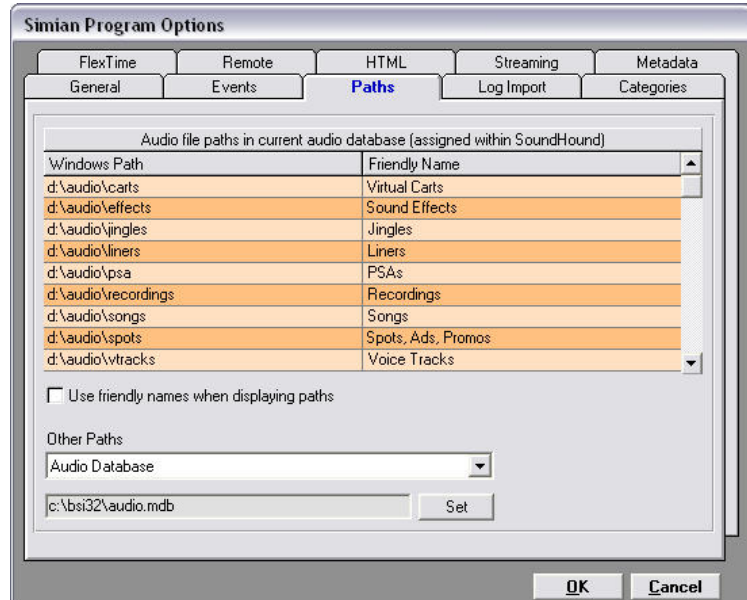 Simian Program Options
FlexTime Remote HTML Streaming Metadata
General Events Paths Log Import Categories
Audio file paths in current audio database (assigned within SoundHound)
Windows Path Friendly Name
d:\audio\carts Virtual Carts
d:\audio\effects Sound Effects
d:\audio\jingles Jingles
d:\audio\liners Liners
d:\audio\psa PSAs
d:\audio\recordings Recordings
d:\audio\songs Songs
d:\audio\spots Spots, Ads, Promos
d:\audio\vtracks Voice Tracks
Use friendly names when displaying paths
Other Paths
Audio Database
c:\bsi32\audio.mdb Set
OK Cancel